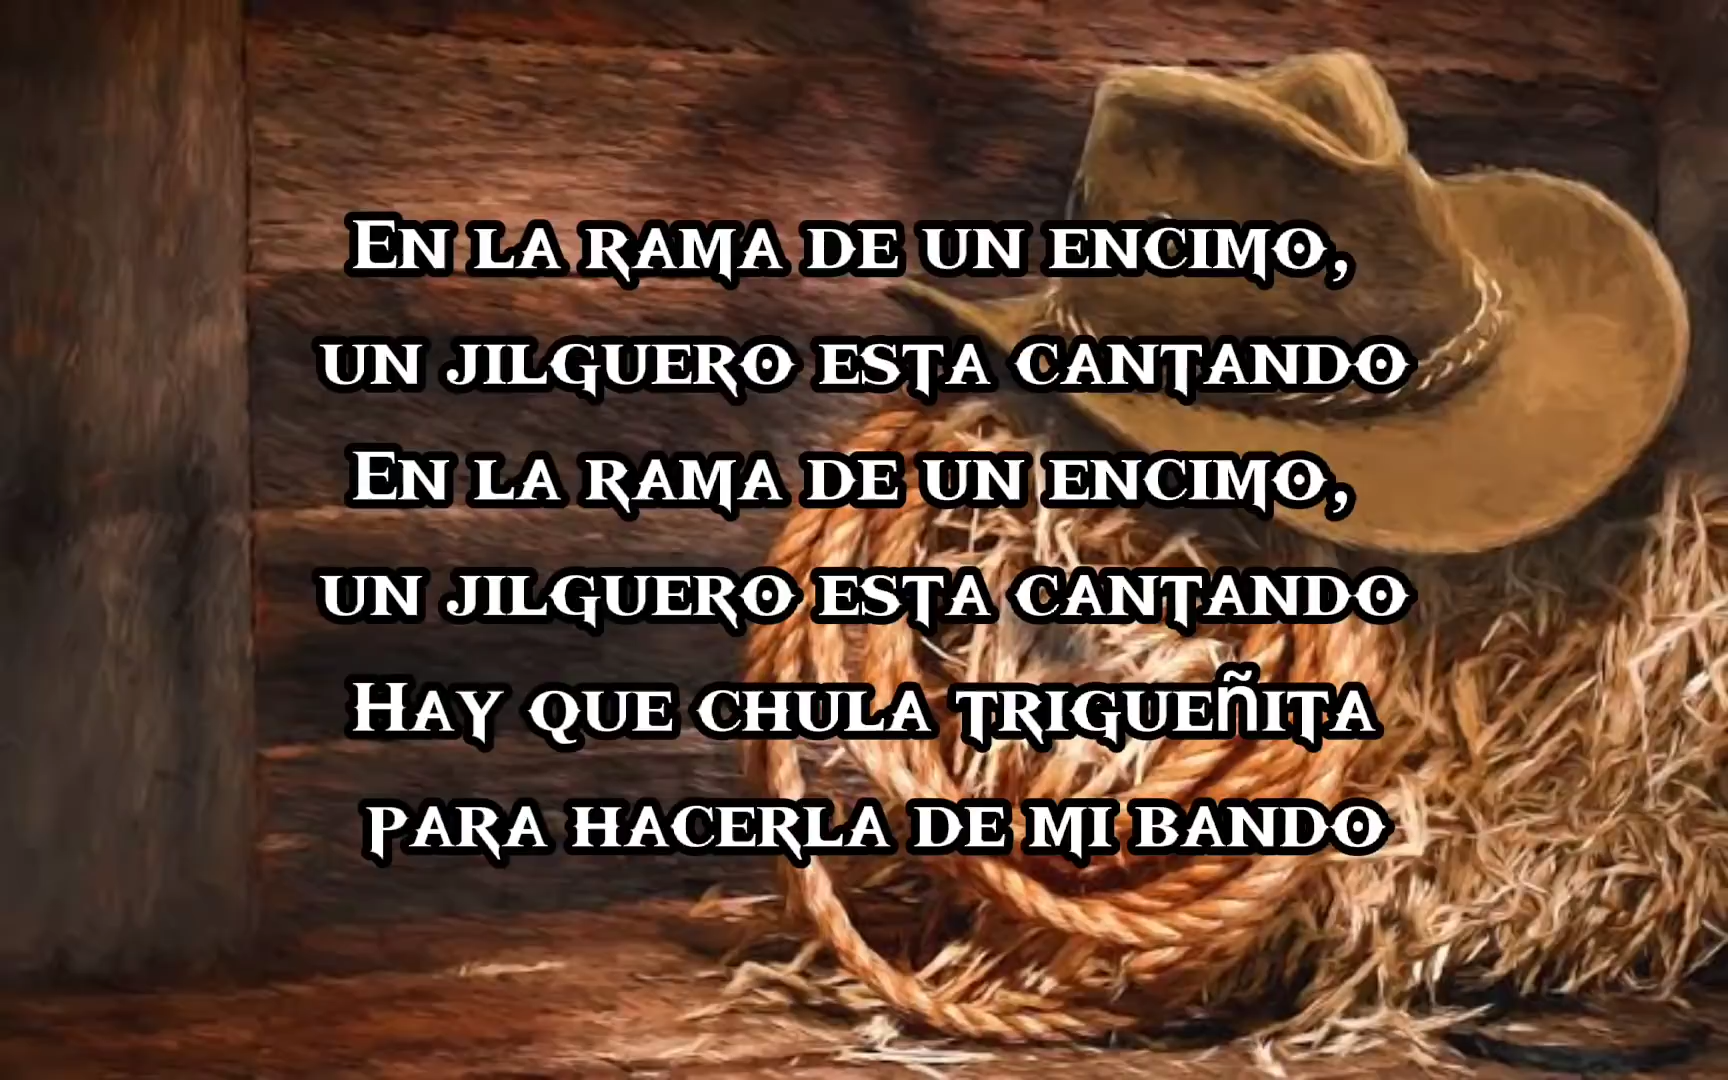 En la rama de un encimo,
un jilguero esta cantando
En la rama de un encimo,
un jilguero esta cantando
Hay que chula trigueñita
para hacerla de mi bando